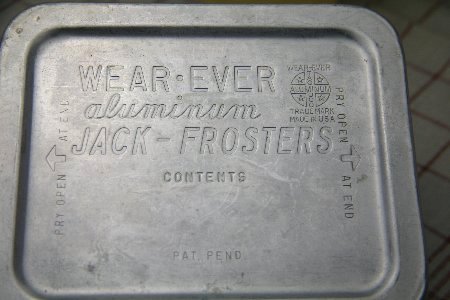 WEAR·EVER
aluminum
JACK-FROSTERS
CONTENTS
PAT. PEND.
WEAR-EVER
ALUMINUM
TRADEMARK
MADE IN U.S.A.
PRY OPEN AT END
PRY OPEN AT END